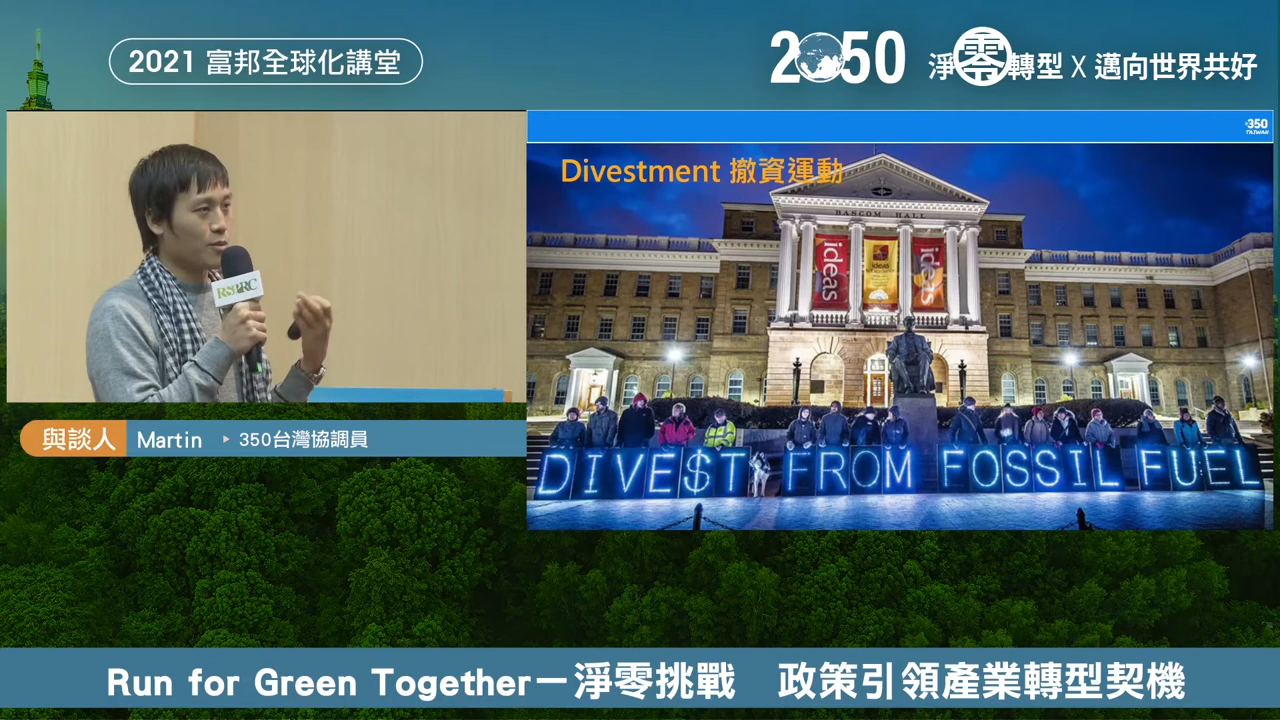 2021 富邦全球化講堂
2050 淨零轉型 X 邁向世界共好
350
TAIWAN
Divestment 撤資運動
BASCOM HALL
ideas
ideas
ideas
RSPRC
DIVE$T FROM FOSSIL FUEL
與談人 Martin ▸ 350台灣協調員
Run for Green Together－淨零挑戰 政策引領產業轉型契機